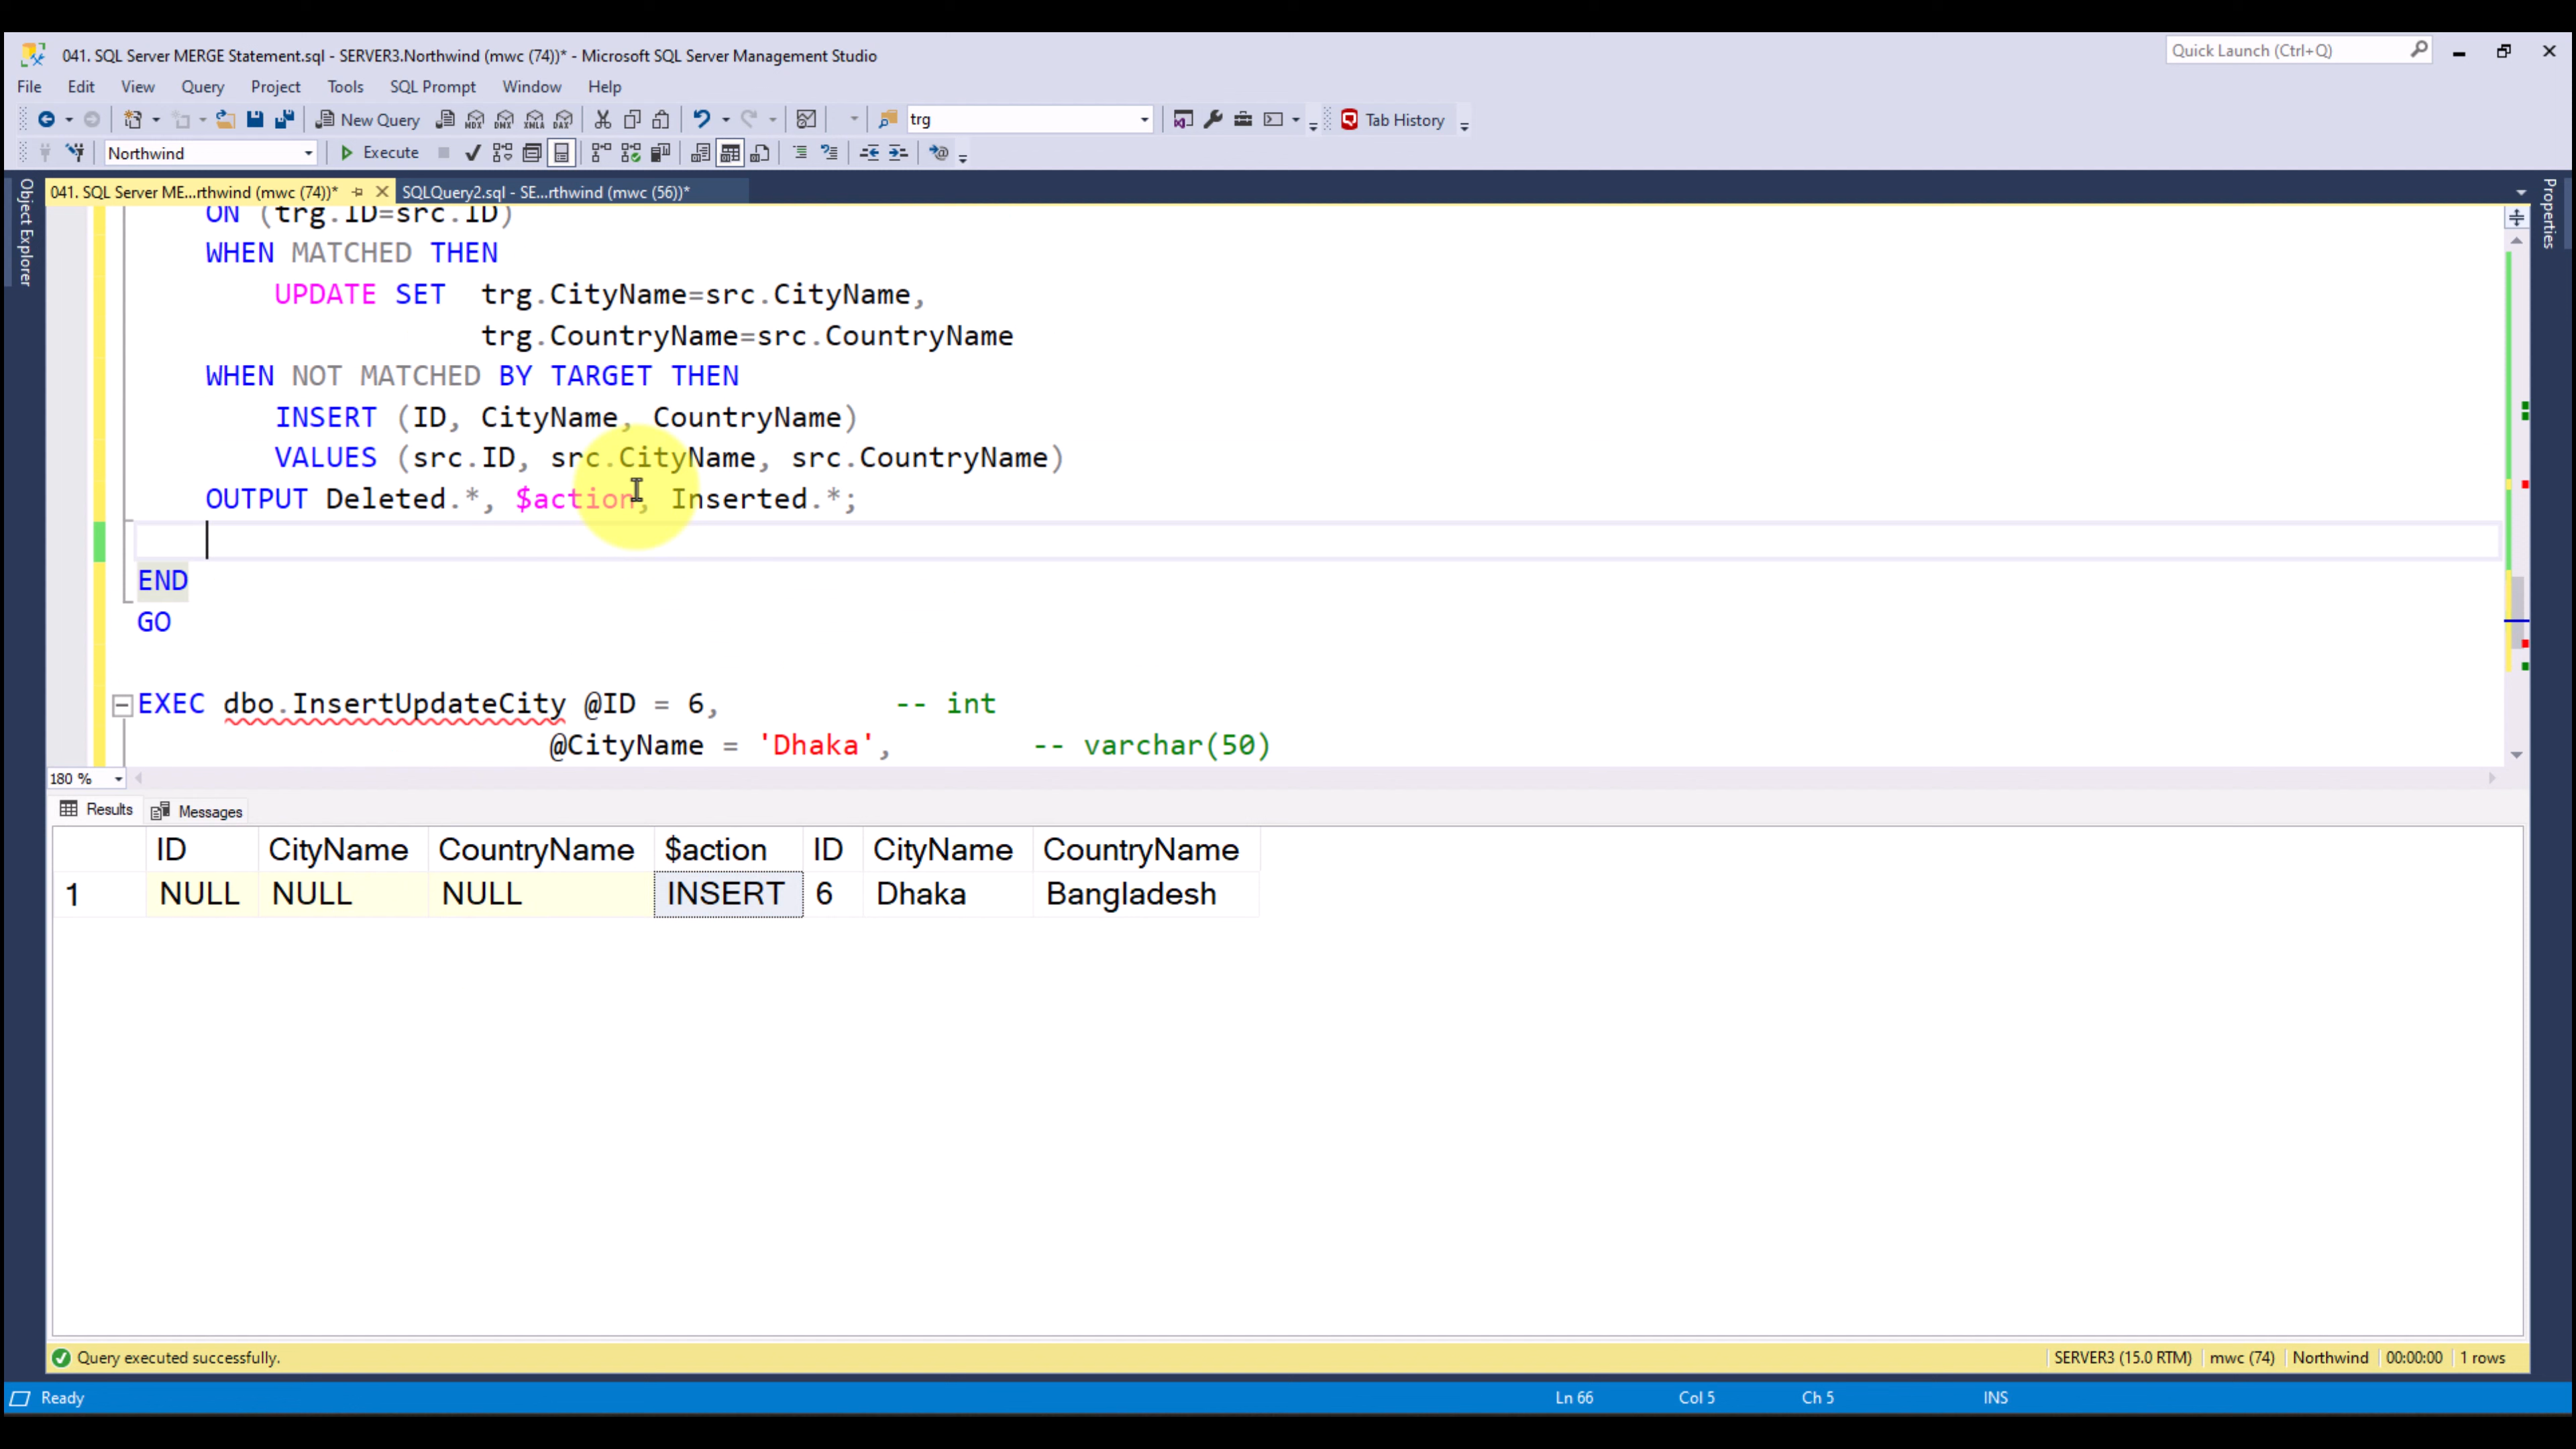 041. SQL Server MERGE Statement.sql - SERVER3.Northwind (mwc (74))* - Microsoft SQL Server Management Studio
Quick Launch (Ctrl+Q)
File Edit View Query Project Tools SQL Prompt Window Help
New Query MDX DMX XMLA DAX trg Tab History
Northwind Execute
041. SQL Server ME...rthwind (mwc (74))* SQLQuery2.sql - SE...rthwind (mwc (56))*
Object Explorer
Properties
ON (trg.ID=src.ID)
WHEN MATCHED THEN
UPDATE SET trg.CityName=src.CityName,
trg.CountryName=src.CountryName
WHEN NOT MATCHED BY TARGET THEN
INSERT (ID, CityName, CountryName)
VALUES (src.ID, src.CityName, src.CountryName)
OUTPUT Deleted.*, $action, Inserted.*;
END
GO
EXEC dbo.InsertUpdateCity @ID = 6, -- int
@CityName = 'Dhaka', -- varchar(50)
180 %
Results Messages
ID CityName CountryName $action ID CityName CountryName
1 NULL NULL NULL INSERT 6 Dhaka Bangladesh
Query executed successfully. SERVER3 (15.0 RTM) mwc (74) Northwind 00:00:00 1 rows
Ready Ln 66 Col 5 Ch 5 INS